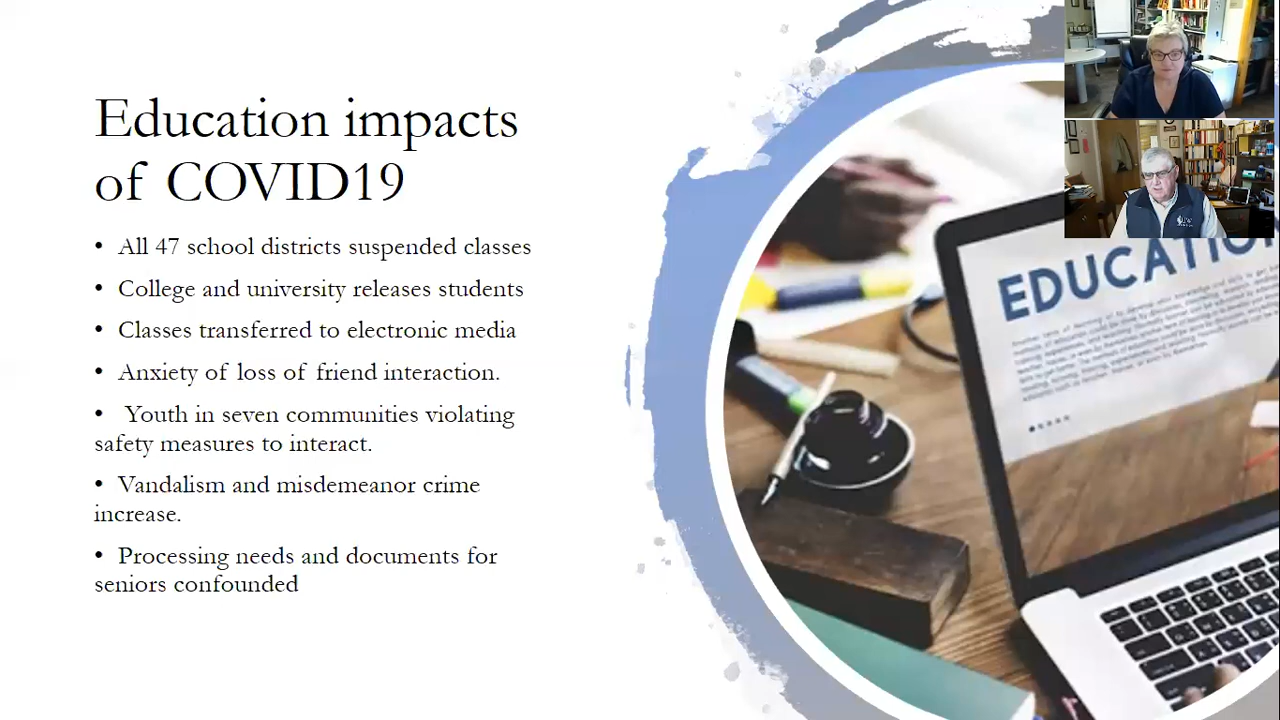 Education impacts
of COVID19
• All 47 school districts suspended classes
• College and university releases students
• Classes transferred to electronic media
• Anxiety of loss of friend interaction.
• Youth in seven communities violating
safety measures to interact.
• Vandalism and misdemeanor crime
increase.
• Processing needs and documents for
seniors confounded
EDUCATION